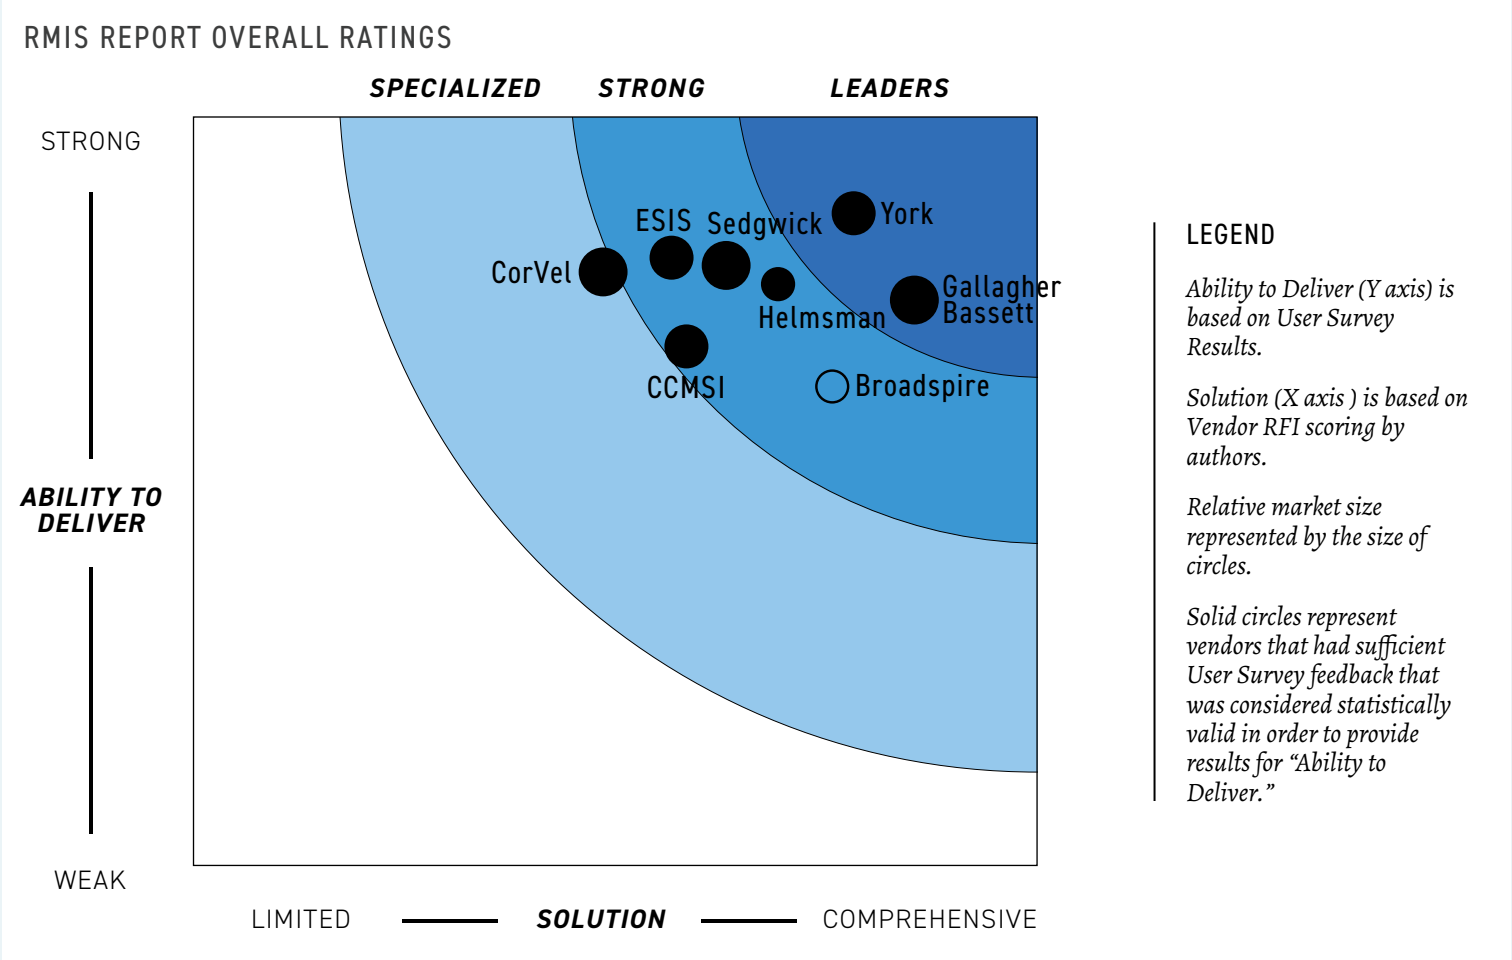 RMIS REPORT OVERALL RATINGS
SPECIALIZED
STRONG
LEADERS
STRONG
ABILITY TO
DELIVER
WEAK
York
ESIS
Sedgwick
CorVel
Gallagher
Bassett
Helmsman
CCMSI
Broadspire
LIMITED
SOLUTION
COMPREHENSIVE
LEGEND
Ability to Deliver (Y axis) is
based on User Survey
Results.
Solution (X axis ) is based on
Vendor RFI scoring by
authors.
Relative market size
represented by the size of
circles.
Solid circles represent
vendors that had sufficient
User Survey feedback that
was considered statistically
valid in order to provide
results for “Ability to
Deliver.”